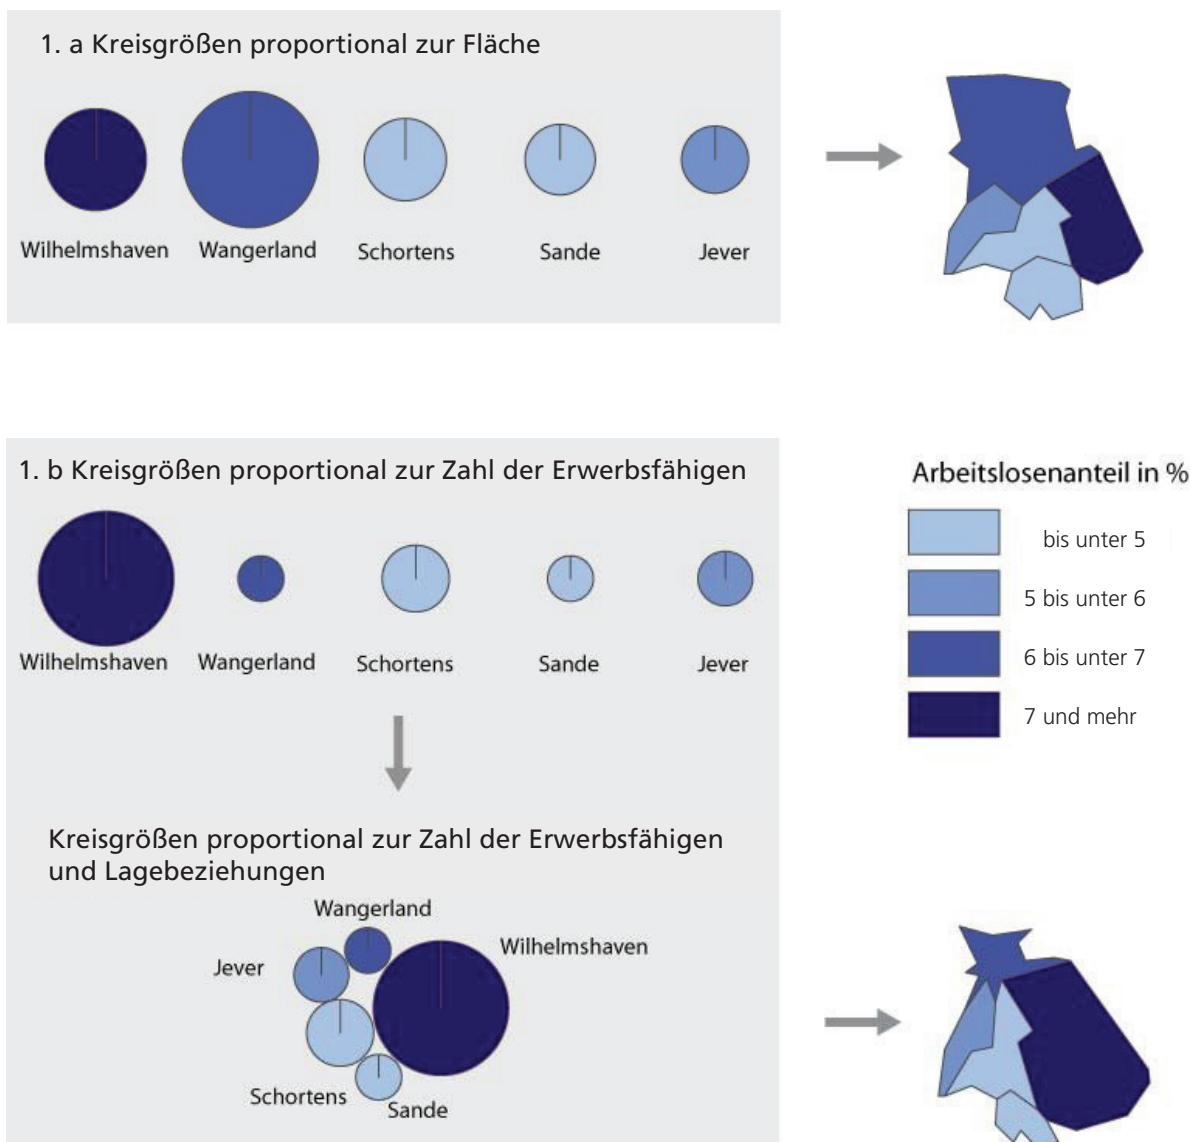 1. a Kreisgrößen proportional zur Fläche
Wilhelmshaven
Wangerland
Schortens
Sande
Jever
1. b Kreisgrößen proportional zur Zahl der Erwerbsfähigen
Wilhelmshaven
Wangerland
Schortens
Sande
Jever
Arbeitslosenanteil in %
bis unter 5
5 bis unter 6
6 bis unter 7
7 und mehr
Kreisgrößen proportional zur Zahl der Erwerbsfähigen
und Lagebeziehungen
Wangerland
Wilhelmshaven
Jever
Schortens
Sande